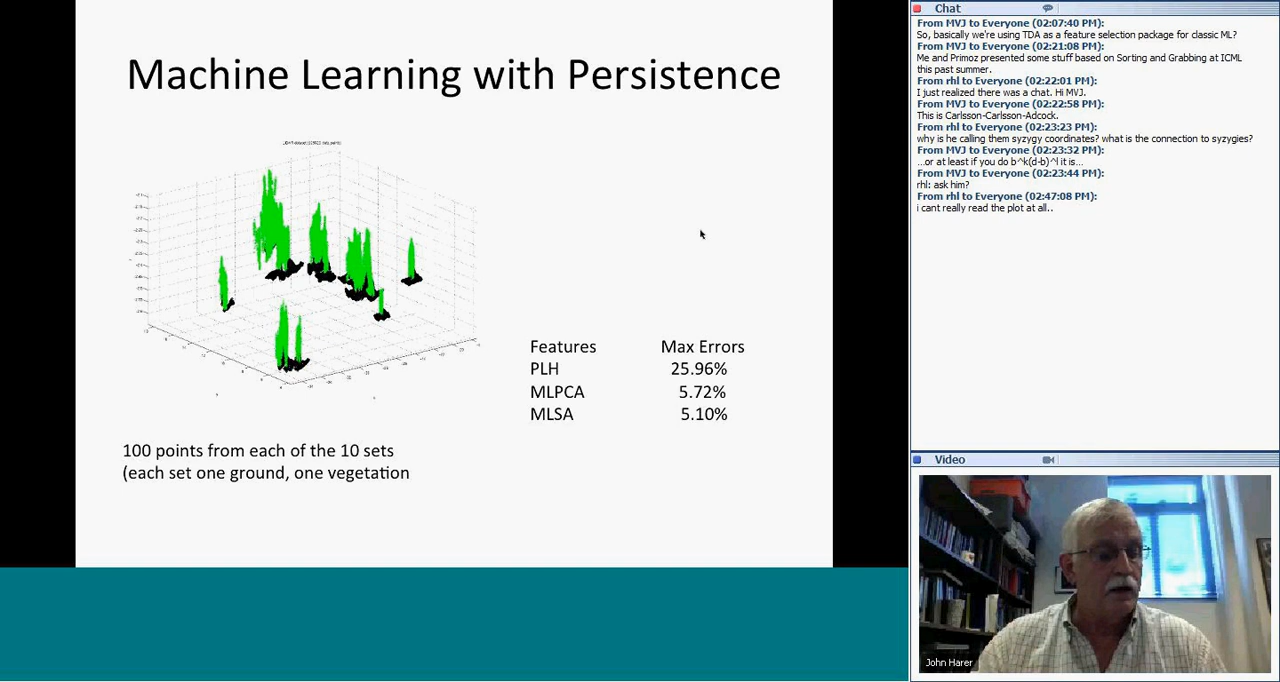 Machine Learning with Persistence
Features Max Errors
PLH 25.96%
MLPCA 5.72%
MLSA 5.10%
100 points from each of the 10 sets
(each set one ground, one vegetation
Chat
From MVJ to Everyone (02:07:40 PM):
So, basically we're using TDA as a feature selection package for classic ML?
From MVJ to Everyone (02:21:08 PM):
Me and Primoz presented some stuff based on Sorting and Grabbing at ICML
this past summer.
From rhl to Everyone (02:22:01 PM):
I just realized there was a chat. Hi MVJ.
From MVJ to Everyone (02:22:58 PM):
This is Carlsson-Carlsson-Adcock.
From rhl to Everyone (02:23:23 PM):
why is he calling them syzygy coordinates? what is the connection to syzygies?
From MVJ to Everyone (02:23:32 PM):
...or at least if you do b^k(d-b)^l it is...
From MVJ to Everyone (02:23:44 PM):
rhl: ask him?
From rhl to Everyone (02:47:08 PM):
i cant really read the plot at all..
Video
John Harer